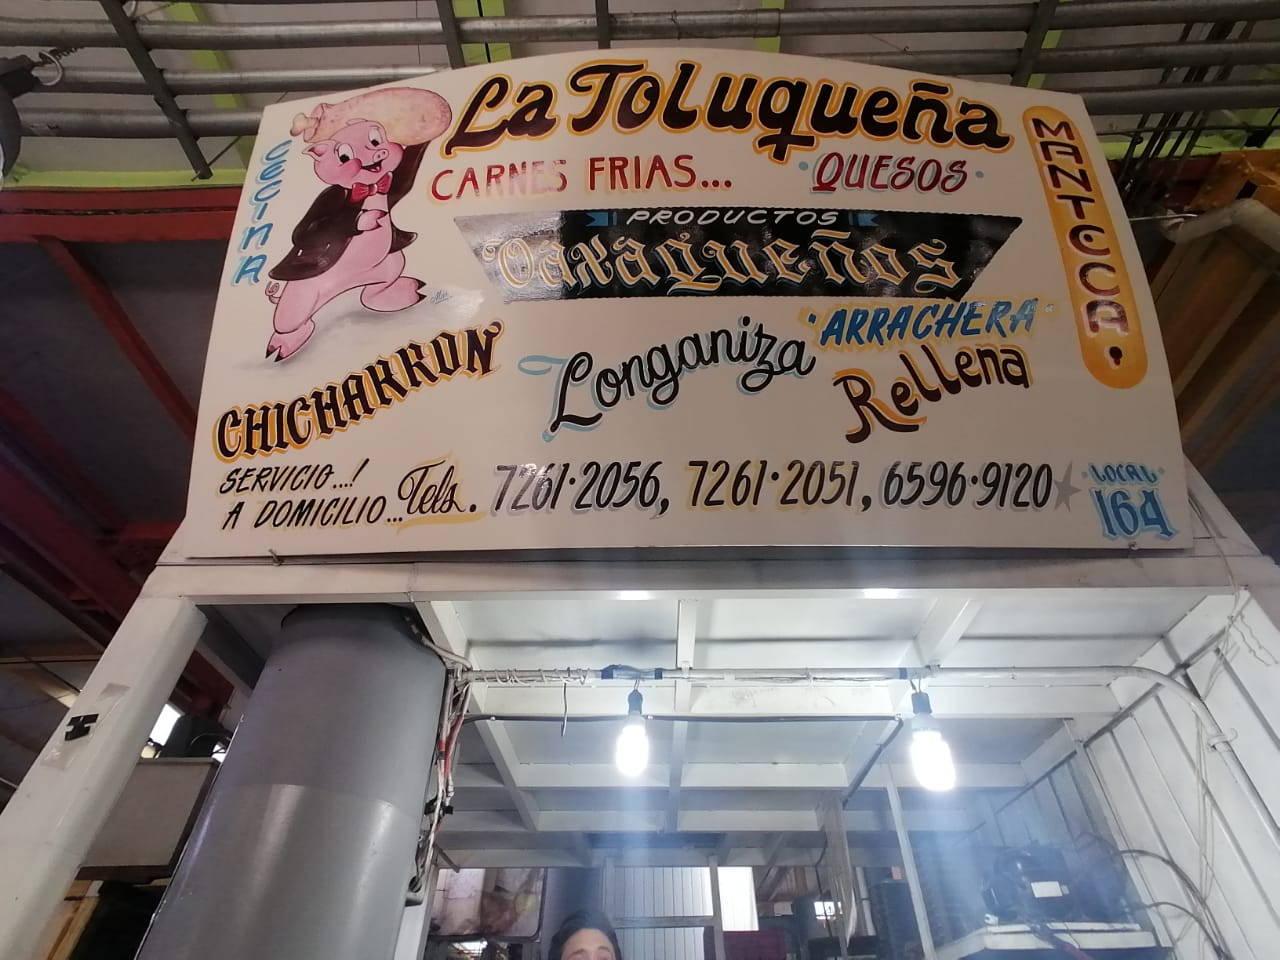 La Toluqueña
CARNES FRIAS... ·QUESOS·
CECINA
PRODUCTOS
Oaxaqueños
MANTECA!
CHICHARRON
Longaniza
"ARRACHERA"
Rellena
SERVICIO...!
A DOMICILIO... Tels. 7261·2056, 7261·2051, 6596·9120
·LOCAL·
164